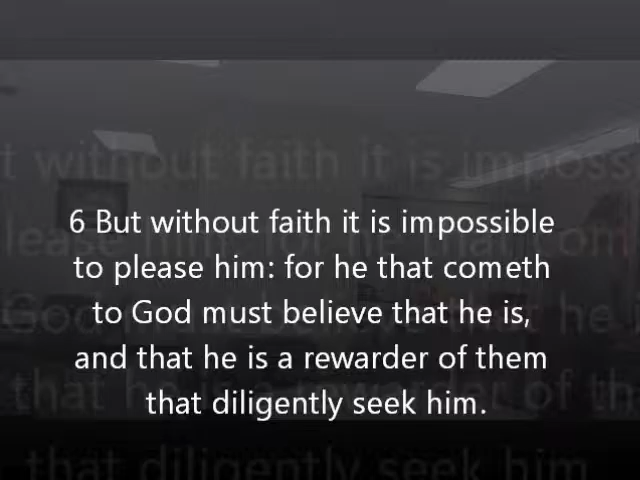 6 But without faith it is impossible
to please him: for he that cometh
to God must believe that he is,
and that he is a rewarder of them
that diligently seek him.